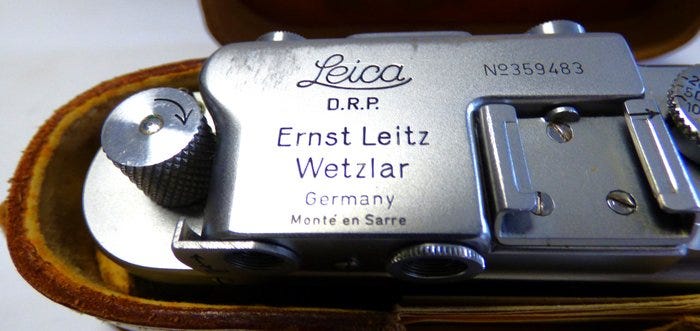 Leica
D.R.P.
Ernst Leitz
Wetzlar
Germany
Monté en Sarre
Nº359483